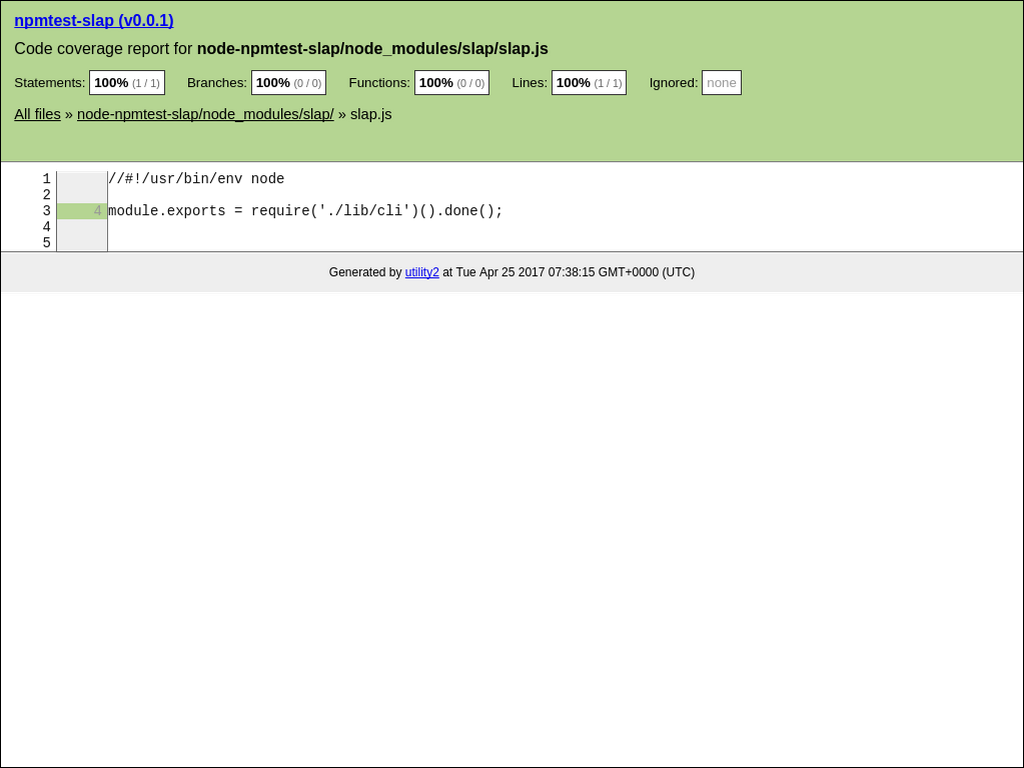 npmtest-slap (v0.0.1)
Code coverage report for node-npmtest-slap/node_modules/slap/slap.js
Statements: 100% (1 / 1) Branches: 100% (0 / 0) Functions: 100% (0 / 0) Lines: 100% (1 / 1) Ignored: none
All files » node-npmtest-slap/node_modules/slap/ » slap.js
1 //#!/usr/bin/env node
2
3 4 module.exports = require('./lib/cli')().done();
4
5
Generated by utility2 at Tue Apr 25 2017 07:38:15 GMT+0000 (UTC)